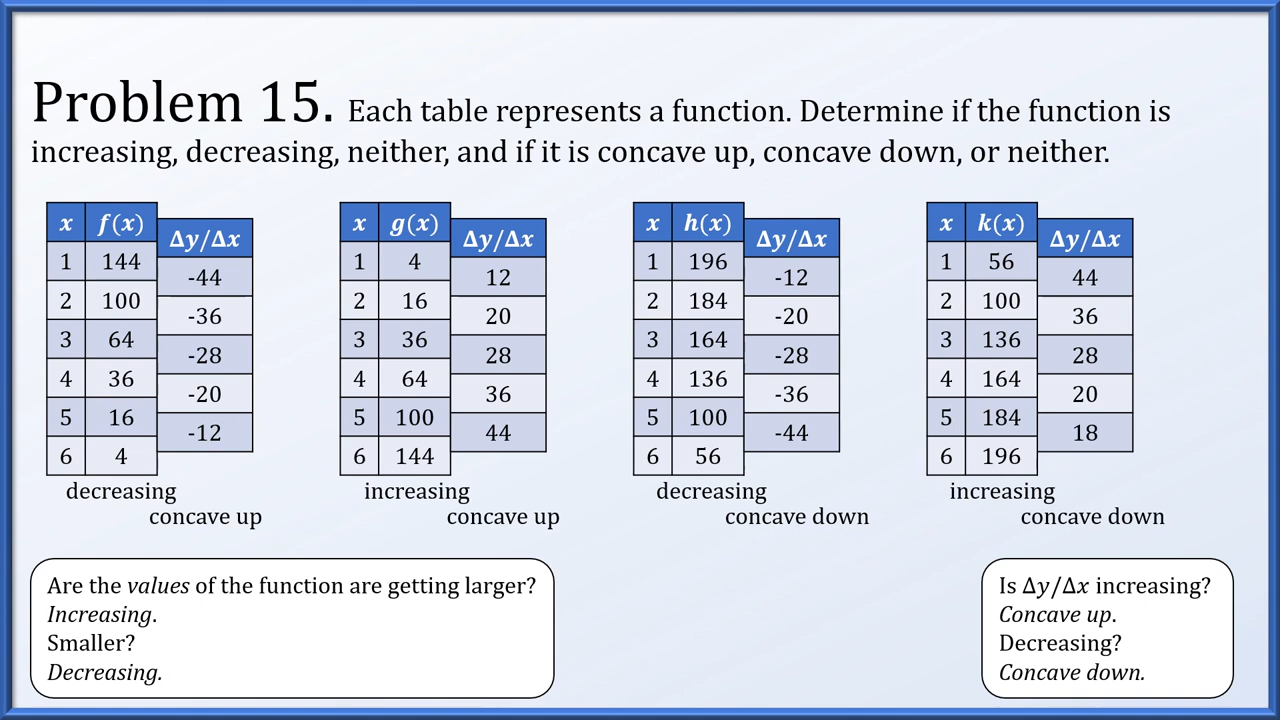 Problem 15. Each table represents a function. Determine if the function is
increasing, decreasing, neither, and if it is concave up, concave down, or neither.
x f(x) Δy/Δx
1 144
-44
2 100
-36
3 64
-28
4 36
-20
5 16
-12
6 4
decreasing
concave up
x g(x) Δy/Δx
1 4
12
2 16
20
3 36
28
4 64
36
5 100
44
6 144
increasing
concave up
x h(x) Δy/Δx
1 196
-12
2 184
-20
3 164
-28
4 136
-36
5 100
-44
6 56
decreasing
concave down
x k(x) Δy/Δx
1 56
44
2 100
36
3 136
28
4 164
20
5 184
18
6 196
increasing
concave down
Are the values of the function are getting larger?
Increasing.
Smaller?
Decreasing.
Is Δy/Δx increasing?
Concave up.
Decreasing?
Concave down.